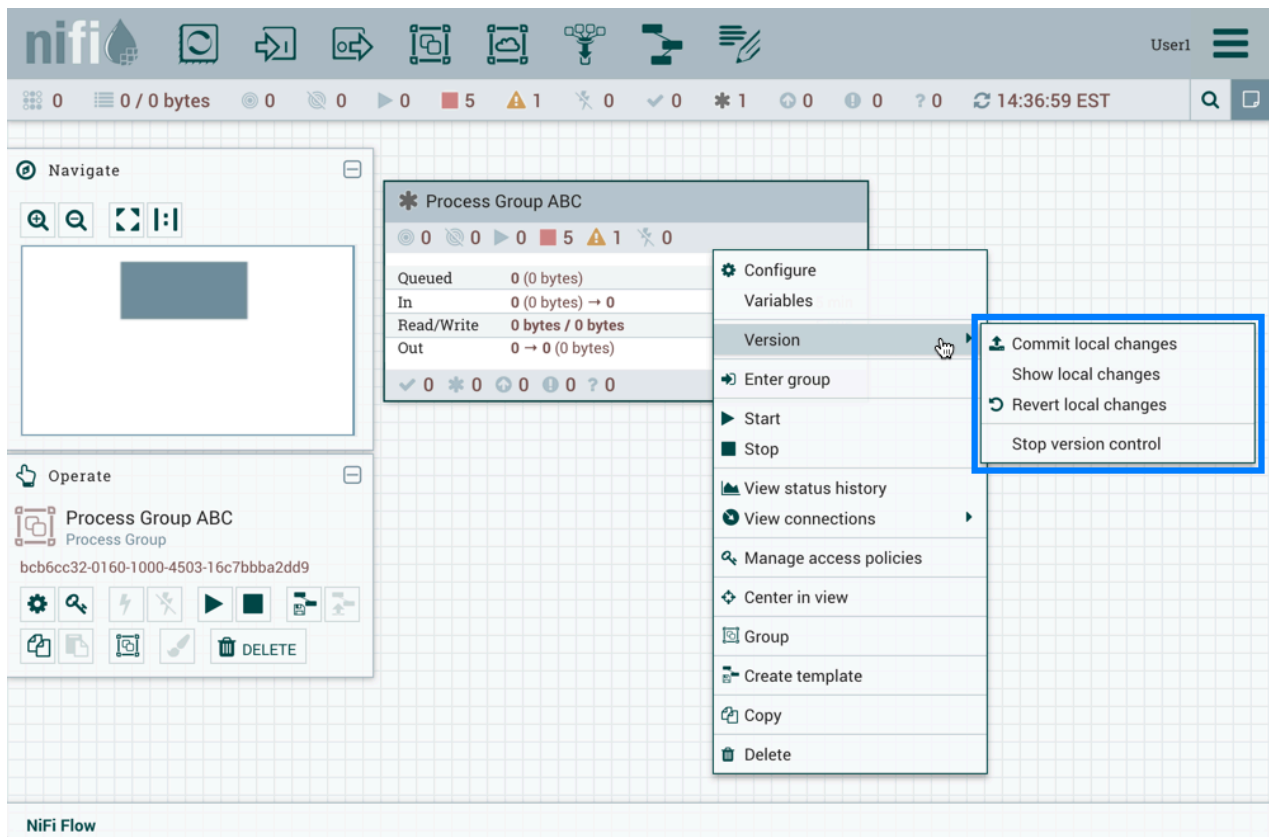 nifi
User1
0 0 / 0 bytes 0 0 0 5 1 0 0 1 0 0 ? 0 14:36:59 EST
Navigate
Process Group ABC
0 0 0 5 1 0
Queued 0 (0 bytes)
In 0 (0 bytes) → 0
Read/Write 0 bytes / 0 bytes
Out 0 → 0 (0 bytes)
0 0 0 0 ? 0
Configure
Variables
Version
Enter group
Start
Stop
View status history
View connections
Manage access policies
Center in view
Group
Create template
Copy
Delete
Commit local changes
Show local changes
Revert local changes
Stop version control
Operate
Process Group ABC
Process Group
bcb6cc32-0160-1000-4503-16c7bbba2dd9
DELETE
NiFi Flow